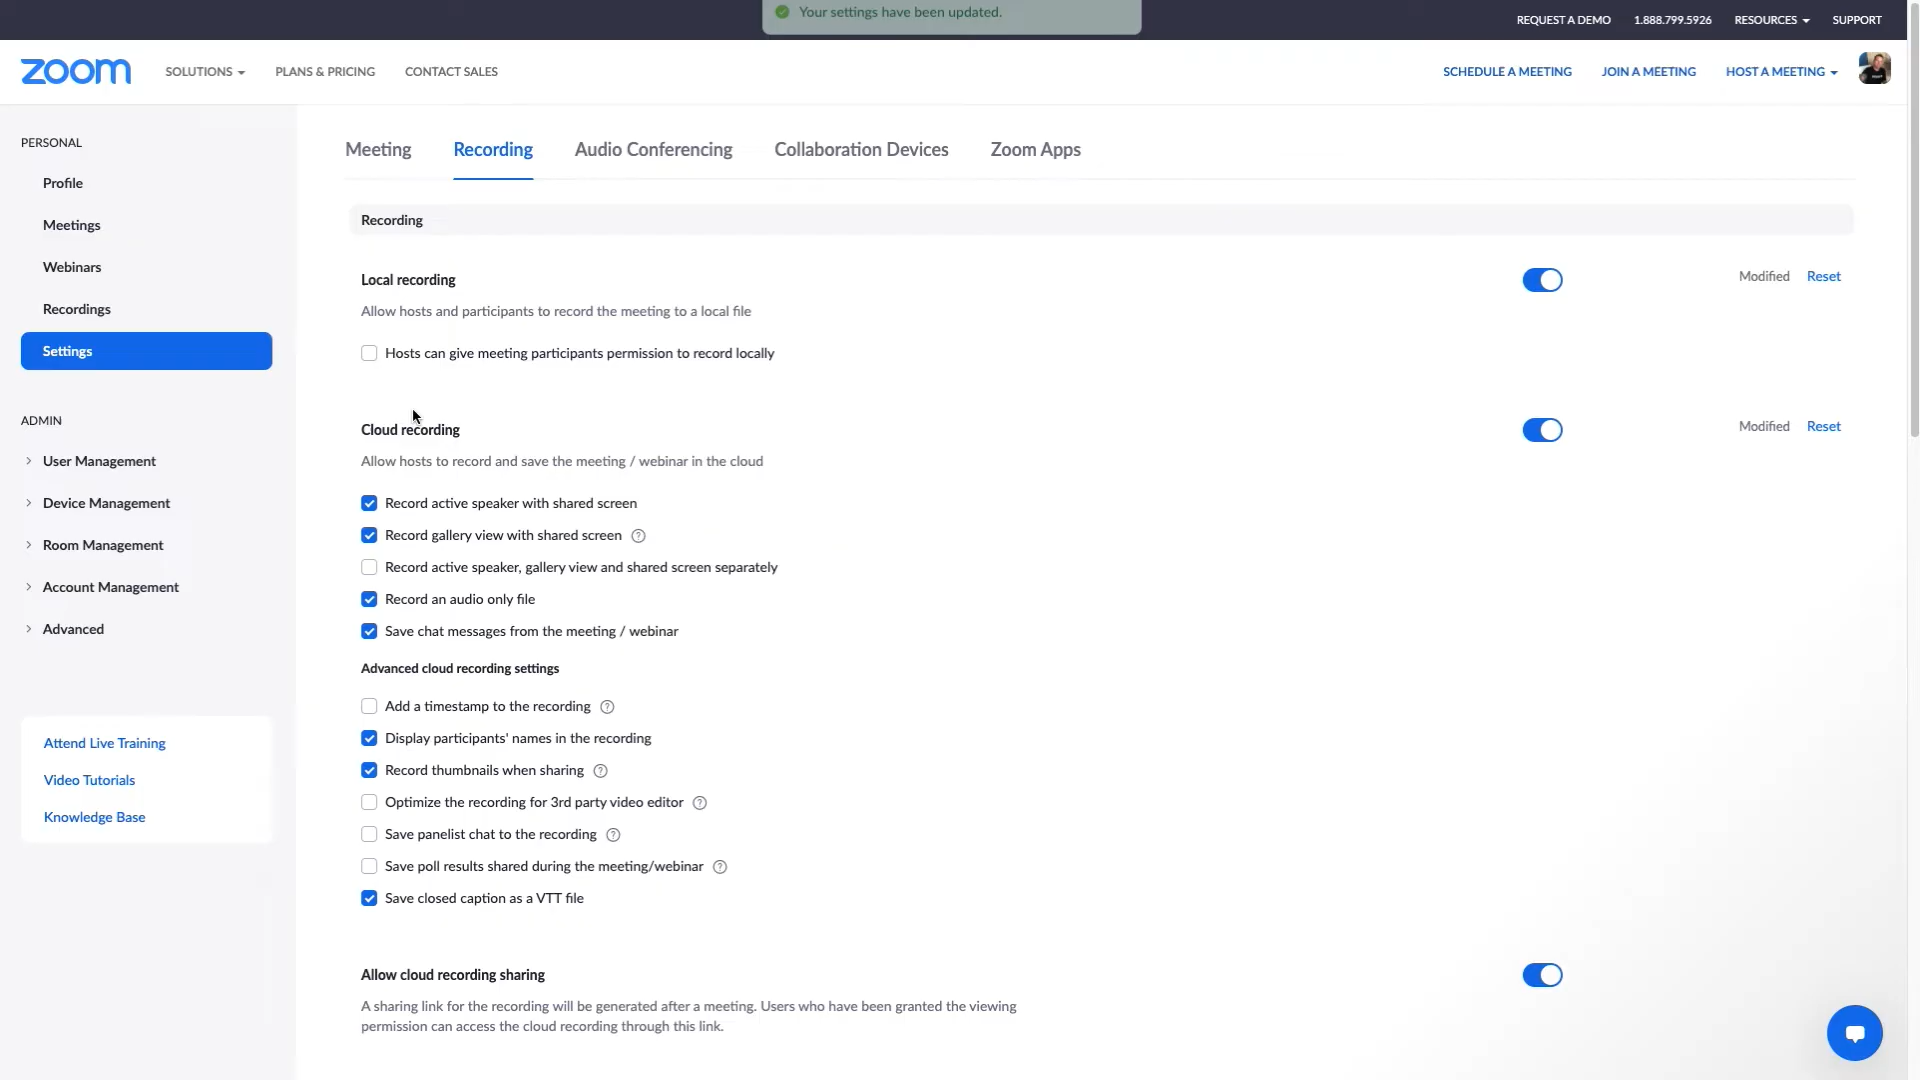 Your settings have been updated.
REQUEST A DEMO 1.888.799.5926 RESOURCES SUPPORT
zoom SOLUTIONS PLANS & PRICING CONTACT SALES SCHEDULE A MEETING JOIN A MEETING HOST A MEETING
PERSONAL
Profile
Meetings
Webinars
Recordings
Settings
ADMIN
User Management
Device Management
Room Management
Account Management
Advanced
Attend Live Training
Video Tutorials
Knowledge Base
Meeting Recording Audio Conferencing Collaboration Devices Zoom Apps
Recording
Local recording Modified Reset
Allow hosts and participants to record the meeting to a local file
Hosts can give meeting participants permission to record locally
Cloud recording Modified Reset
Allow hosts to record and save the meeting / webinar in the cloud
Record active speaker with shared screen
Record gallery view with shared screen ?
Record active speaker, gallery view and shared screen separately
Record an audio only file
Save chat messages from the meeting / webinar
Advanced cloud recording settings
Add a timestamp to the recording ?
Display participants' names in the recording
Record thumbnails when sharing ?
Optimize the recording for 3rd party video editor ?
Save panelist chat to the recording ?
Save poll results shared during the meeting/webinar ?
Save closed caption as a VTT file
Allow cloud recording sharing
A sharing link for the recording will be generated after a meeting. Users who have been granted the viewing
permission can access the cloud recording through this link.